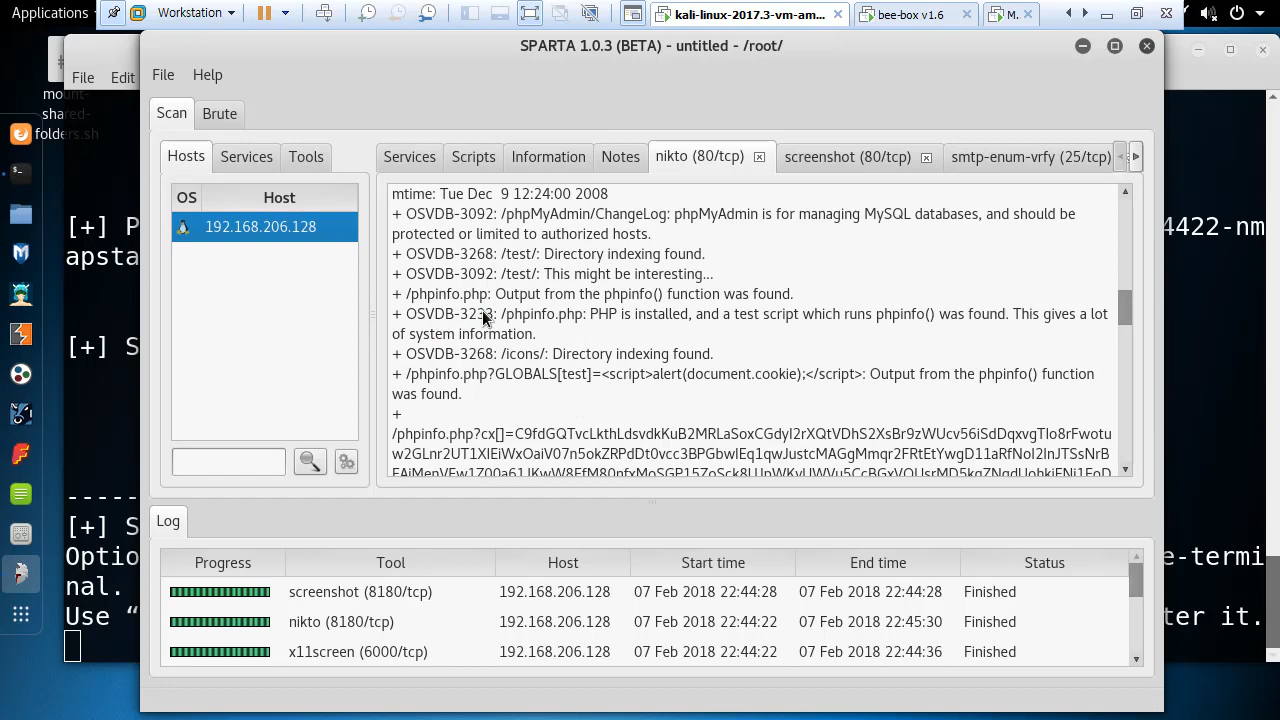 Applications
Workstation
kali-linux-2017.3-vm-am...
bee-box v1.6
M.
SPARTA 1.0.3 (BETA) - untitled - /root/
File Edit
File Help
mount-
shared-
folders.sh
Scan Brute
Hosts Services Tools
Services Scripts Information Notes nikto (80/tcp) screenshot (80/tcp) smtp-enum-vrfy (25/tcp)
OS Host
192.168.206.128
mtime: Tue Dec  9 12:24:00 2008
+ OSVDB-3092: /phpMyAdmin/ChangeLog: phpMyAdmin is for managing MySQL databases, and should be
protected or limited to authorized hosts.
+ OSVDB-3268: /test/: Directory indexing found.
+ OSVDB-3092: /test/: This might be interesting...
+ /phpinfo.php: Output from the phpinfo() function was found.
+ OSVDB-3233: /phpinfo.php: PHP is installed, and a test script which runs phpinfo() was found. This gives a lot
of system information.
+ OSVDB-3268: /icons/: Directory indexing found.
+ /phpinfo.php?GLOBALS[test]=<script>alert(document.cookie);</script>: Output from the phpinfo() function
was found.
+
[+] P
4422-nm
apsta
[+] S
Log
Progress Tool Host Start time End time Status
screenshot (8180/tcp) 192.168.206.128 07 Feb 2018 22:44:28 07 Feb 2018 22:44:28 Finished
nikto (8180/tcp) 192.168.206.128 07 Feb 2018 22:44:22 07 Feb 2018 22:45:30 Finished
x11screen (6000/tcp) 192.168.206.128 07 Feb 2018 22:44:22 07 Feb 2018 22:44:36 Finished
-----
[+] S
Optio
e-termi
nal.
Use “
ter it.